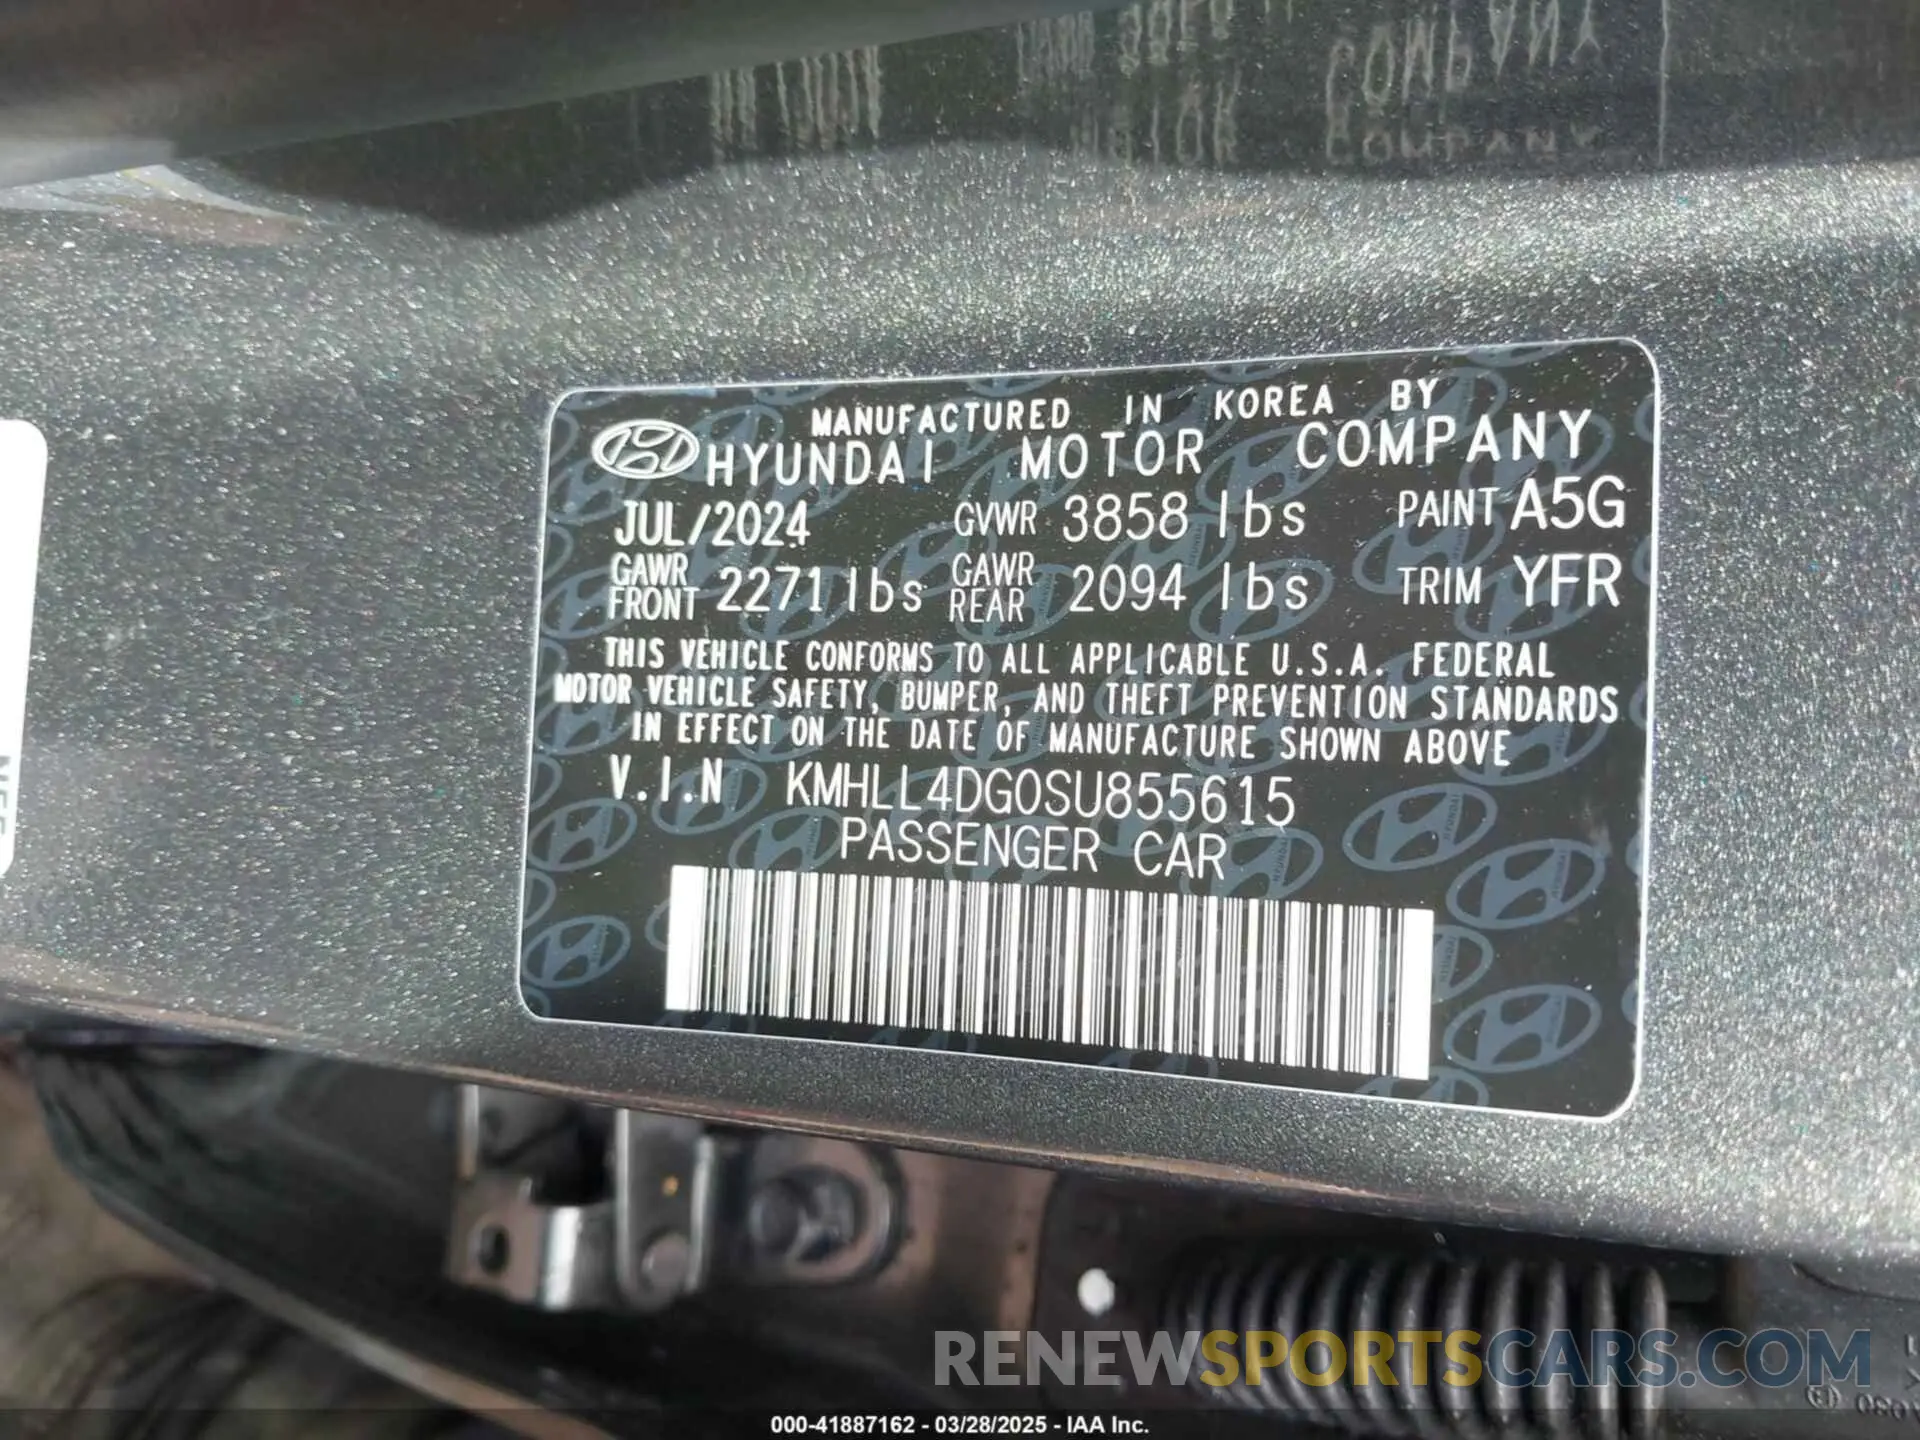 MANUFACTURED IN KOREA BY
HYUNDAI MOTOR COMPANY
JUL/2024 GVWR 3858 lbs PAINT A5G
GAWR FRONT 2271 lbs GAWR REAR 2094 lbs TRIM YFR
THIS VEHICLE CONFORMS TO ALL APPLICABLE U.S.A. FEDERAL
MOTOR VEHICLE SAFETY, BUMPER, AND THEFT PREVENTION STANDARDS
IN EFFECT ON THE DATE OF MANUFACTURE SHOWN ABOVE
V.I.N KMHLL4DG0SU855615
PASSENGER CAR
RENEWSPORTSCARS.COM
000-41887162 - 03/28/2025 - IAA Inc.